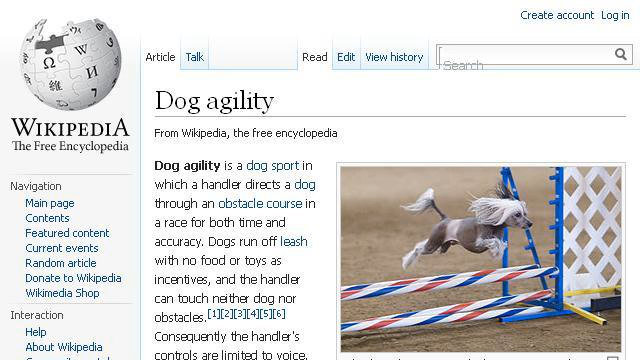 Create account Log in
Article Talk Read Edit View history Search
WIKIPEDIA
The Free Encyclopedia
Dog agility
From Wikipedia, the free encyclopedia
Navigation
Main page
Contents
Featured content
Current events
Random article
Donate to Wikipedia
Wikimedia Shop
Interaction
Help
About Wikipedia
Dog agility is a dog sport in
which a handler directs a dog
through an obstacle course in
a race for both time and
accuracy. Dogs run off leash
with no food or toys as
incentives, and the handler
can touch neither dog nor
obstacles.[1][2][3][4][5][6]
Consequently the handler's
controls are limited to voice,